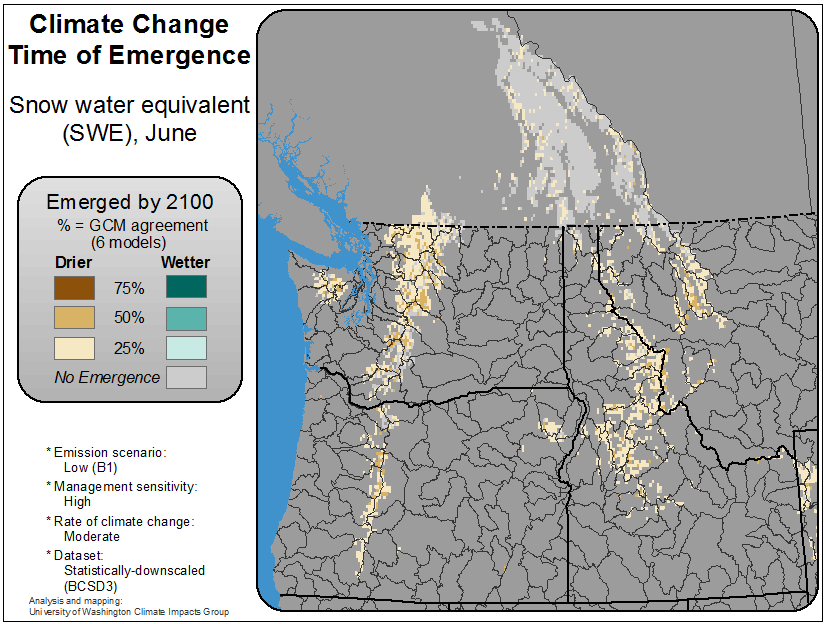 Climate Change
Time of Emergence
Snow water equivalent
(SWE), June
Emerged by 2100
% = GCM agreement
(6 models)
Drier Wetter
75%
50%
25%
No Emergence
* Emission scenario:
Low (B1)
* Management sensitivity:
High
* Rate of climate change:
Moderate
* Dataset:
Statistically-downscaled
(BCSD3)
Analysis and mapping:
University of Washington Climate Impacts Group